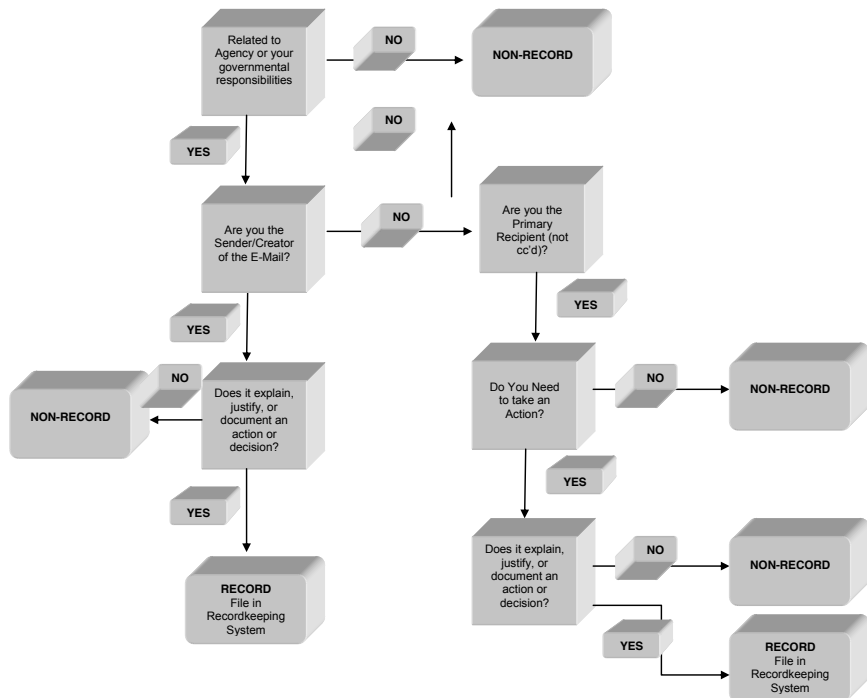 Related to
Agency or your
governmental
responsibilities
NO
NON-RECORD
NO
YES
Are you the
Sender/Creator
of the E-Mail?
NO
Are you the
Primary
Recipient (not
cc'd)?
YES
YES
NO
NON-RECORD
Does it explain,
justify, or
document an
action or
decision?
Do You Need
to take an
Action?
NO
NON-RECORD
YES
YES
RECORD
File in
Recordkeeping
System
Does it explain,
justify, or
document an
action or
decision?
NO
NON-RECORD
YES
RECORD
File in
Recordkeeping
System